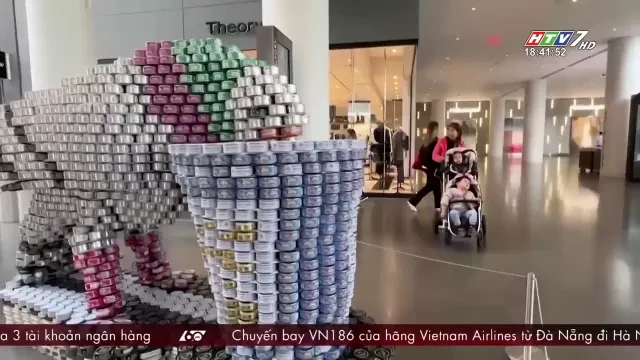 Theory
HTV7 HD
18:41:52
a 3 tài khoản ngân hàng 60 Chuyến bay VN186 của hãng Vietnam Airlines từ Đà Nẵng đi Hà N